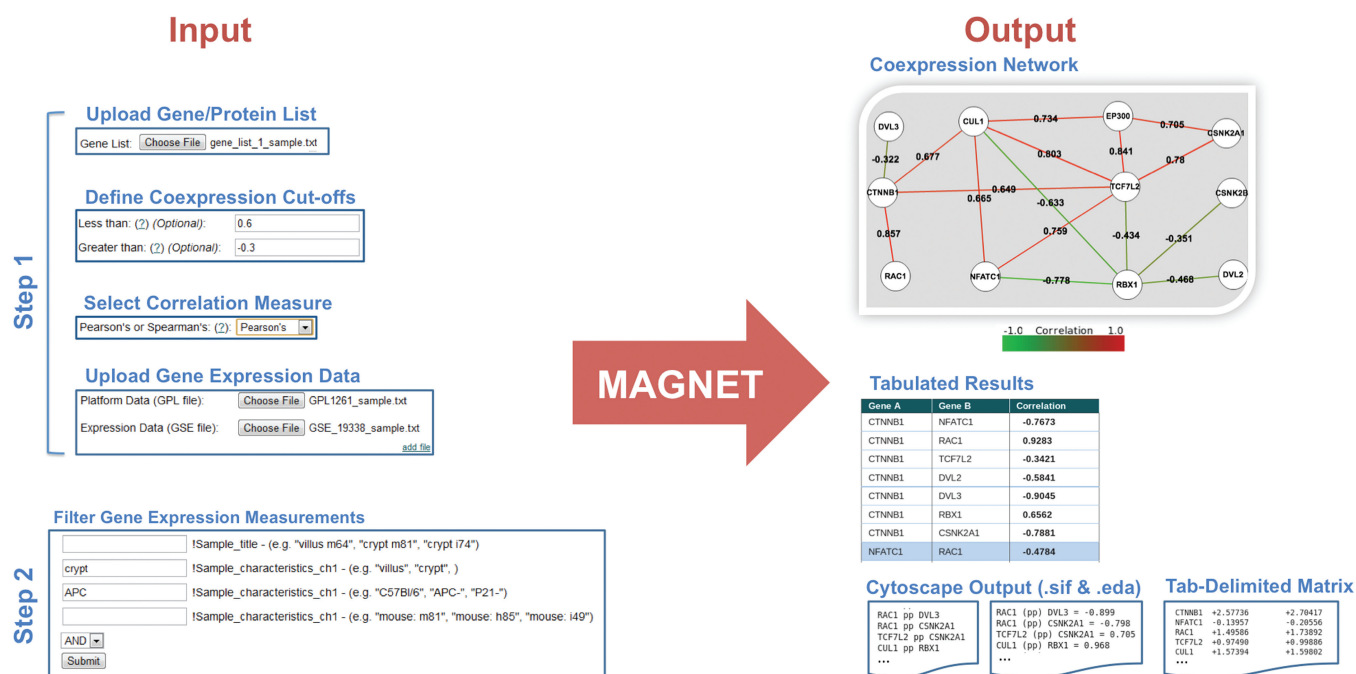 Input
Step 1
Upload Gene/Protein List
Gene List: Choose File gene_list_1_sample.txt
Define Coexpression Cut-offs
Less than: (?) (Optional): 0.6
Greater than: (?) (Optional): -0.3
Select Correlation Measure
Pearson's or Spearman's: (?): Pearson's
Upload Gene Expression Data
Platform Data (GPL file): Choose File GPL1261_sample.txt
Expression Data (GSE file): Choose File GSE_19338_sample.txt
add file
Step 2
Filter Gene Expression Measurements
!Sample_title - (e.g. "villus m64", "crypt m81", "crypt i74")
crypt !Sample_characteristics_ch1 - (e.g. "villus", "crypt", )
APC !Sample_characteristics_ch1 - (e.g. "C57Bl/6", "APC-", "P21-")
!Sample_characteristics_ch1 - (e.g. "mouse: m81", "mouse: h85", "mouse: i49")
AND
Submit
MAGNET
Output
Coexpression Network
DVL3
CUL1
0.734
EP300
0.705
CSNK2A1
-0.322
0.677
0.803
0.841
0.78
CTNNB1
0.649
TCF7L2
CSNK2B
0.665
-0.633
0.857
0.759
-0.434
-0.351
RAC1
NFATC1
-0.778
RBX1
-0.468
DVL2
-1.0 Correlation 1.0
Tabulated Results
Gene A Gene B Correlation
CTNNB1 NFATC1 -0.7673
CTNNB1 RAC1 0.9283
CTNNB1 TCF7L2 -0.3421
CTNNB1 DVL2 -0.5841
CTNNB1 DVL3 -0.9045
CTNNB1 RBX1 0.6562
CTNNB1 CSNK2A1 -0.7881
NFATC1 RAC1 -0.4784
Cytoscape Output (.sif & .eda)
RAC1 pp DVL3
RAC1 pp CSNK2A1
TCF7L2 pp CSNK2A1
CUL1 pp RBX1
...
RAC1 (pp) DVL3 = -0.899
RAC1 (pp) CSNK2A1 = -0.798
TCF7L2 (pp) CSNK2A1 = 0.705
CUL1 (pp) RBX1 = 0.968
...
Tab-Delimited Matrix
CTNNB1 +2.57736 +2.70417
NFATC1 -0.13957 -0.20556
RAC1 +1.49586 +1.73892
TCF7L2 +0.97490 +0.99886
CUL1 +1.57394 +1.59802
...